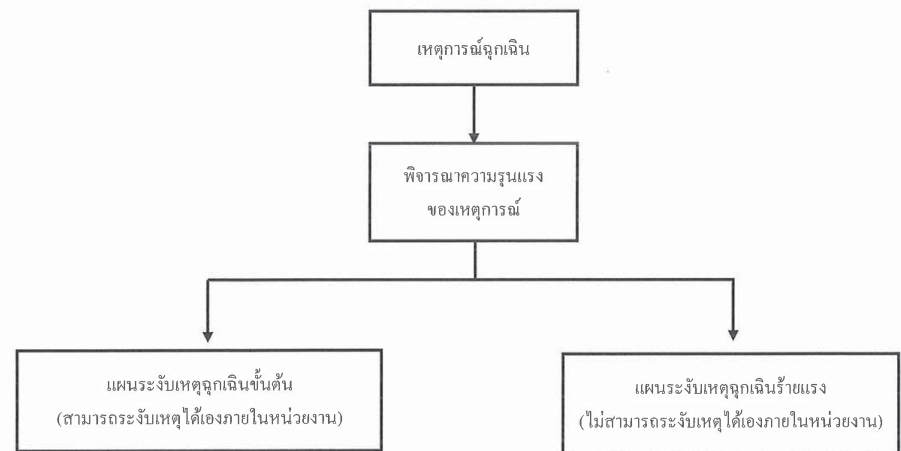 เหตุการณ์ฉุกเฉิน
พิจารณาความรุนแรง
ของเหตุการณ์
แผนระงับเหตุฉุกเฉินขั้นต้น
(สามารถระงับเหตุได้เองภายในหน่วยงาน)
แผนระงับเหตุฉุกเฉินร้ายแรง
(ไม่สามารถระงับเหตุได้เองภายในหน่วยงาน)